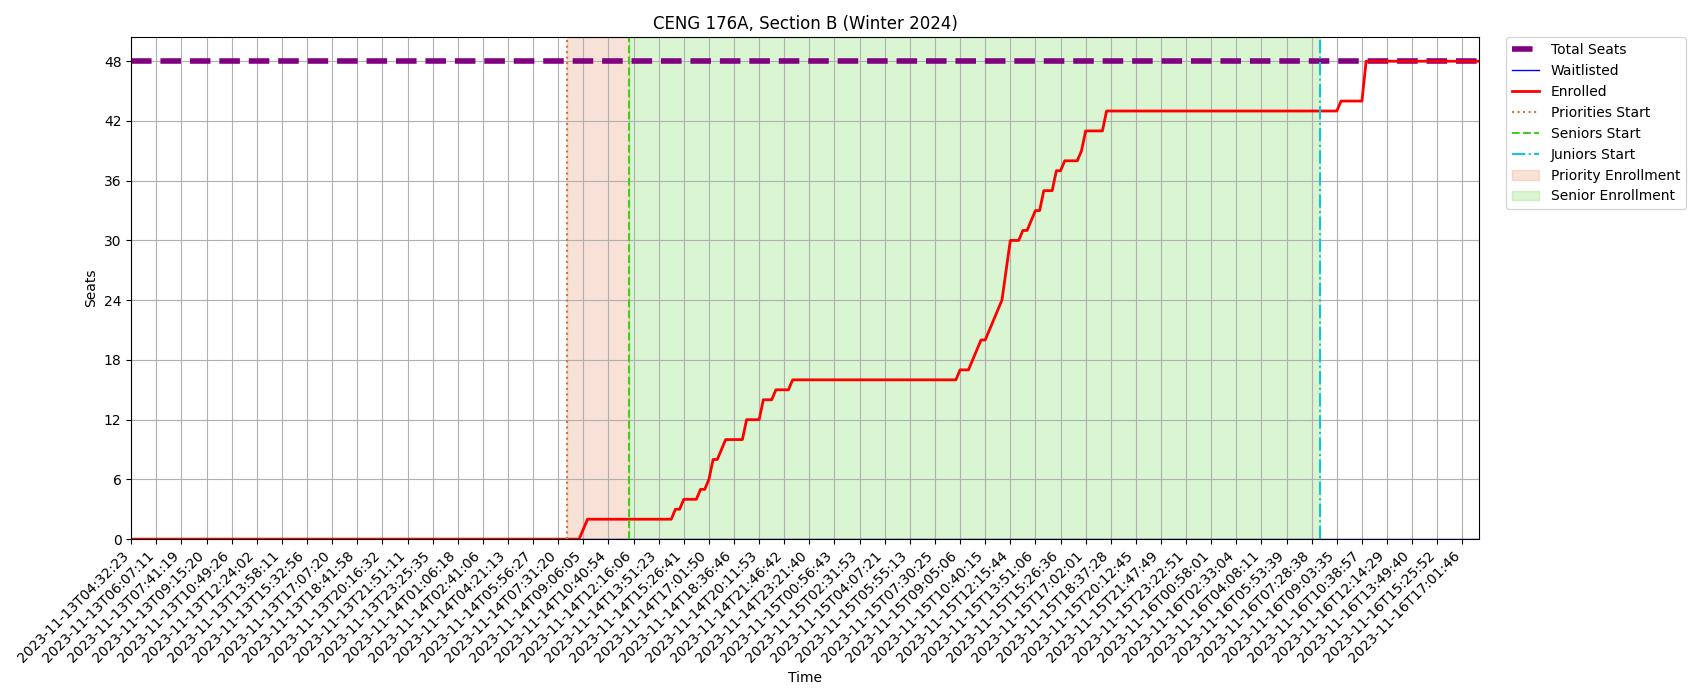 CENG 176A, Section B (Winter 2024)
Seats
48
42
36
30
24
18
12
6
0
2023-11-13T04:32:23
2023-11-13T06:07:11
2023-11-13T07:41:19
2023-11-13T09:15:20
2023-11-13T10:49:26
2023-11-13T12:24:02
2023-11-13T13:58:11
2023-11-13T15:32:56
2023-11-13T17:07:20
2023-11-13T18:41:58
2023-11-13T20:16:32
2023-11-13T21:51:11
2023-11-13T23:25:35
2023-11-14T01:06:18
2023-11-14T02:41:06
2023-11-14T04:21:13
2023-11-14T05:56:27
2023-11-14T07:31:20
2023-11-14T09:06:05
2023-11-14T10:40:54
2023-11-14T12:16:06
2023-11-14T13:51:23
2023-11-14T15:26:41
2023-11-14T17:01:50
2023-11-14T18:36:46
2023-11-14T20:11:53
2023-11-14T21:46:42
2023-11-14T23:21:40
2023-11-15T00:56:43
2023-11-15T02:31:53
2023-11-15T04:07:21
2023-11-15T05:55:13
2023-11-15T07:30:25
2023-11-15T09:05:06
2023-11-15T10:40:15
2023-11-15T12:15:44
2023-11-15T13:51:06
2023-11-15T15:26:36
2023-11-15T17:02:01
2023-11-15T18:37:28
2023-11-15T20:12:45
2023-11-15T21:47:49
2023-11-15T23:22:51
2023-11-16T00:58:01
2023-11-16T02:33:04
2023-11-16T04:08:11
2023-11-16T05:53:39
2023-11-16T07:28:38
2023-11-16T09:03:35
2023-11-16T10:38:57
2023-11-16T12:14:29
2023-11-16T13:49:40
2023-11-16T15:25:52
2023-11-16T17:01:46
Time
Total Seats
Waitlisted
Enrolled
Priorities Start
Seniors Start
Juniors Start
Priority Enrollment
Senior Enrollment